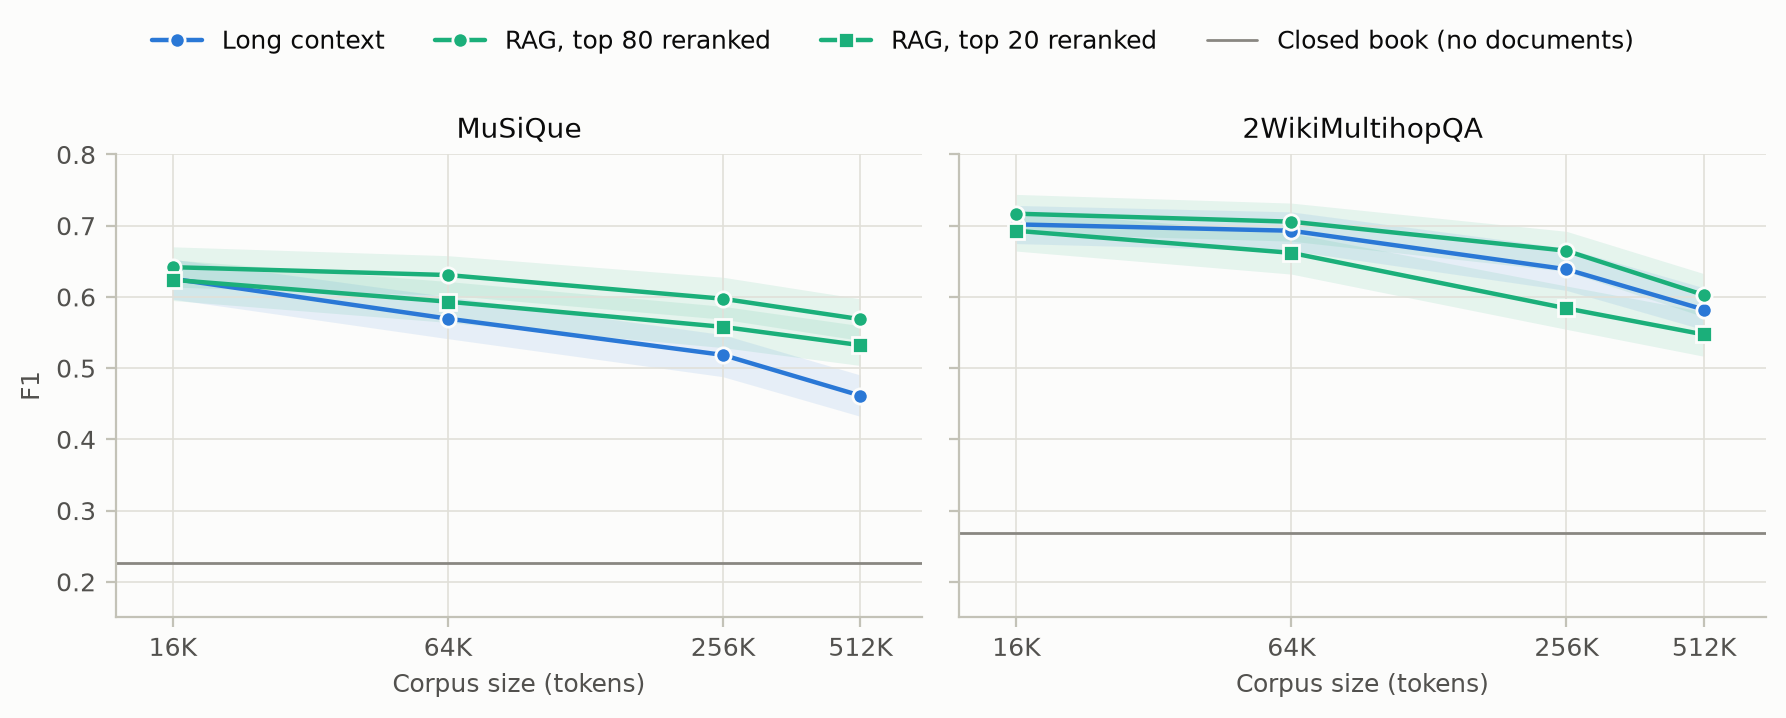 Long context RAG, top 80 reranked RAG, top 20 reranked Closed book (no documents)
MuSiQue 2WikiMultihopQA
0.8
0.7
0.6
0.5
0.4
0.3
0.2
F1
16K 64K 256K 512K 16K 64K 256K 512K
Corpus size (tokens) Corpus size (tokens)